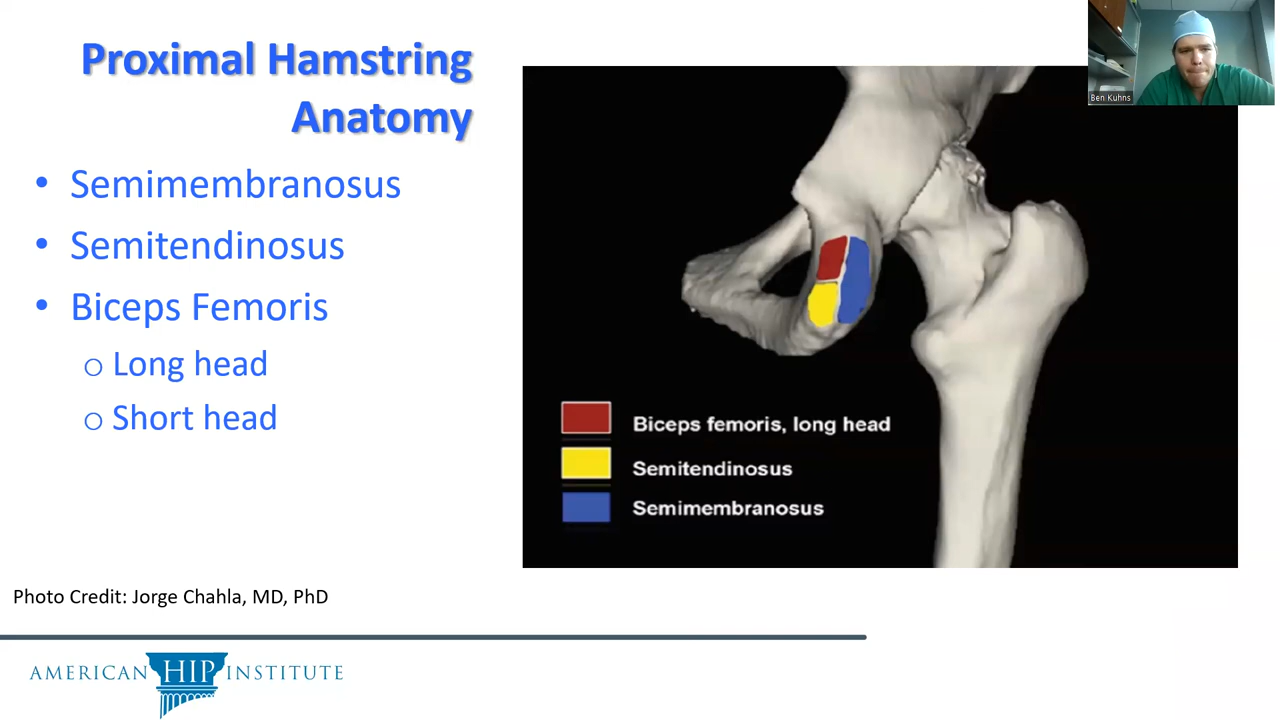 Proximal Hamstring
Anatomy
• Semimembranosus
• Semitendinosus
• Biceps Femoris
o Long head
o Short head
Ben Kuhns
Biceps femoris, long head
Semitendinosus
Semimembranosus
Photo Credit: Jorge Chahla, MD, PhD
AMERICAN HIP INSTITUTE